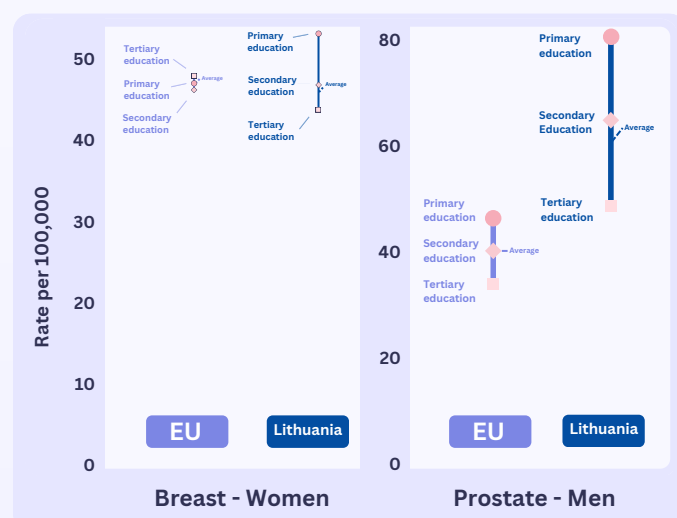 Rate per 100,000
50
40
30
20
10
0
Tertiary
education
Average
Primary
education
Secondary
education
EU
Primary
education
Secondary
education
Average
Tertiary
education
Lithuania
Breast - Women
80
60
40
20
0
Primary
education
Secondary
education
Average
Tertiary
education
EU
Primary
education
Secondary
Education
Average
Tertiary
education
Lithuania
Prostate - Men